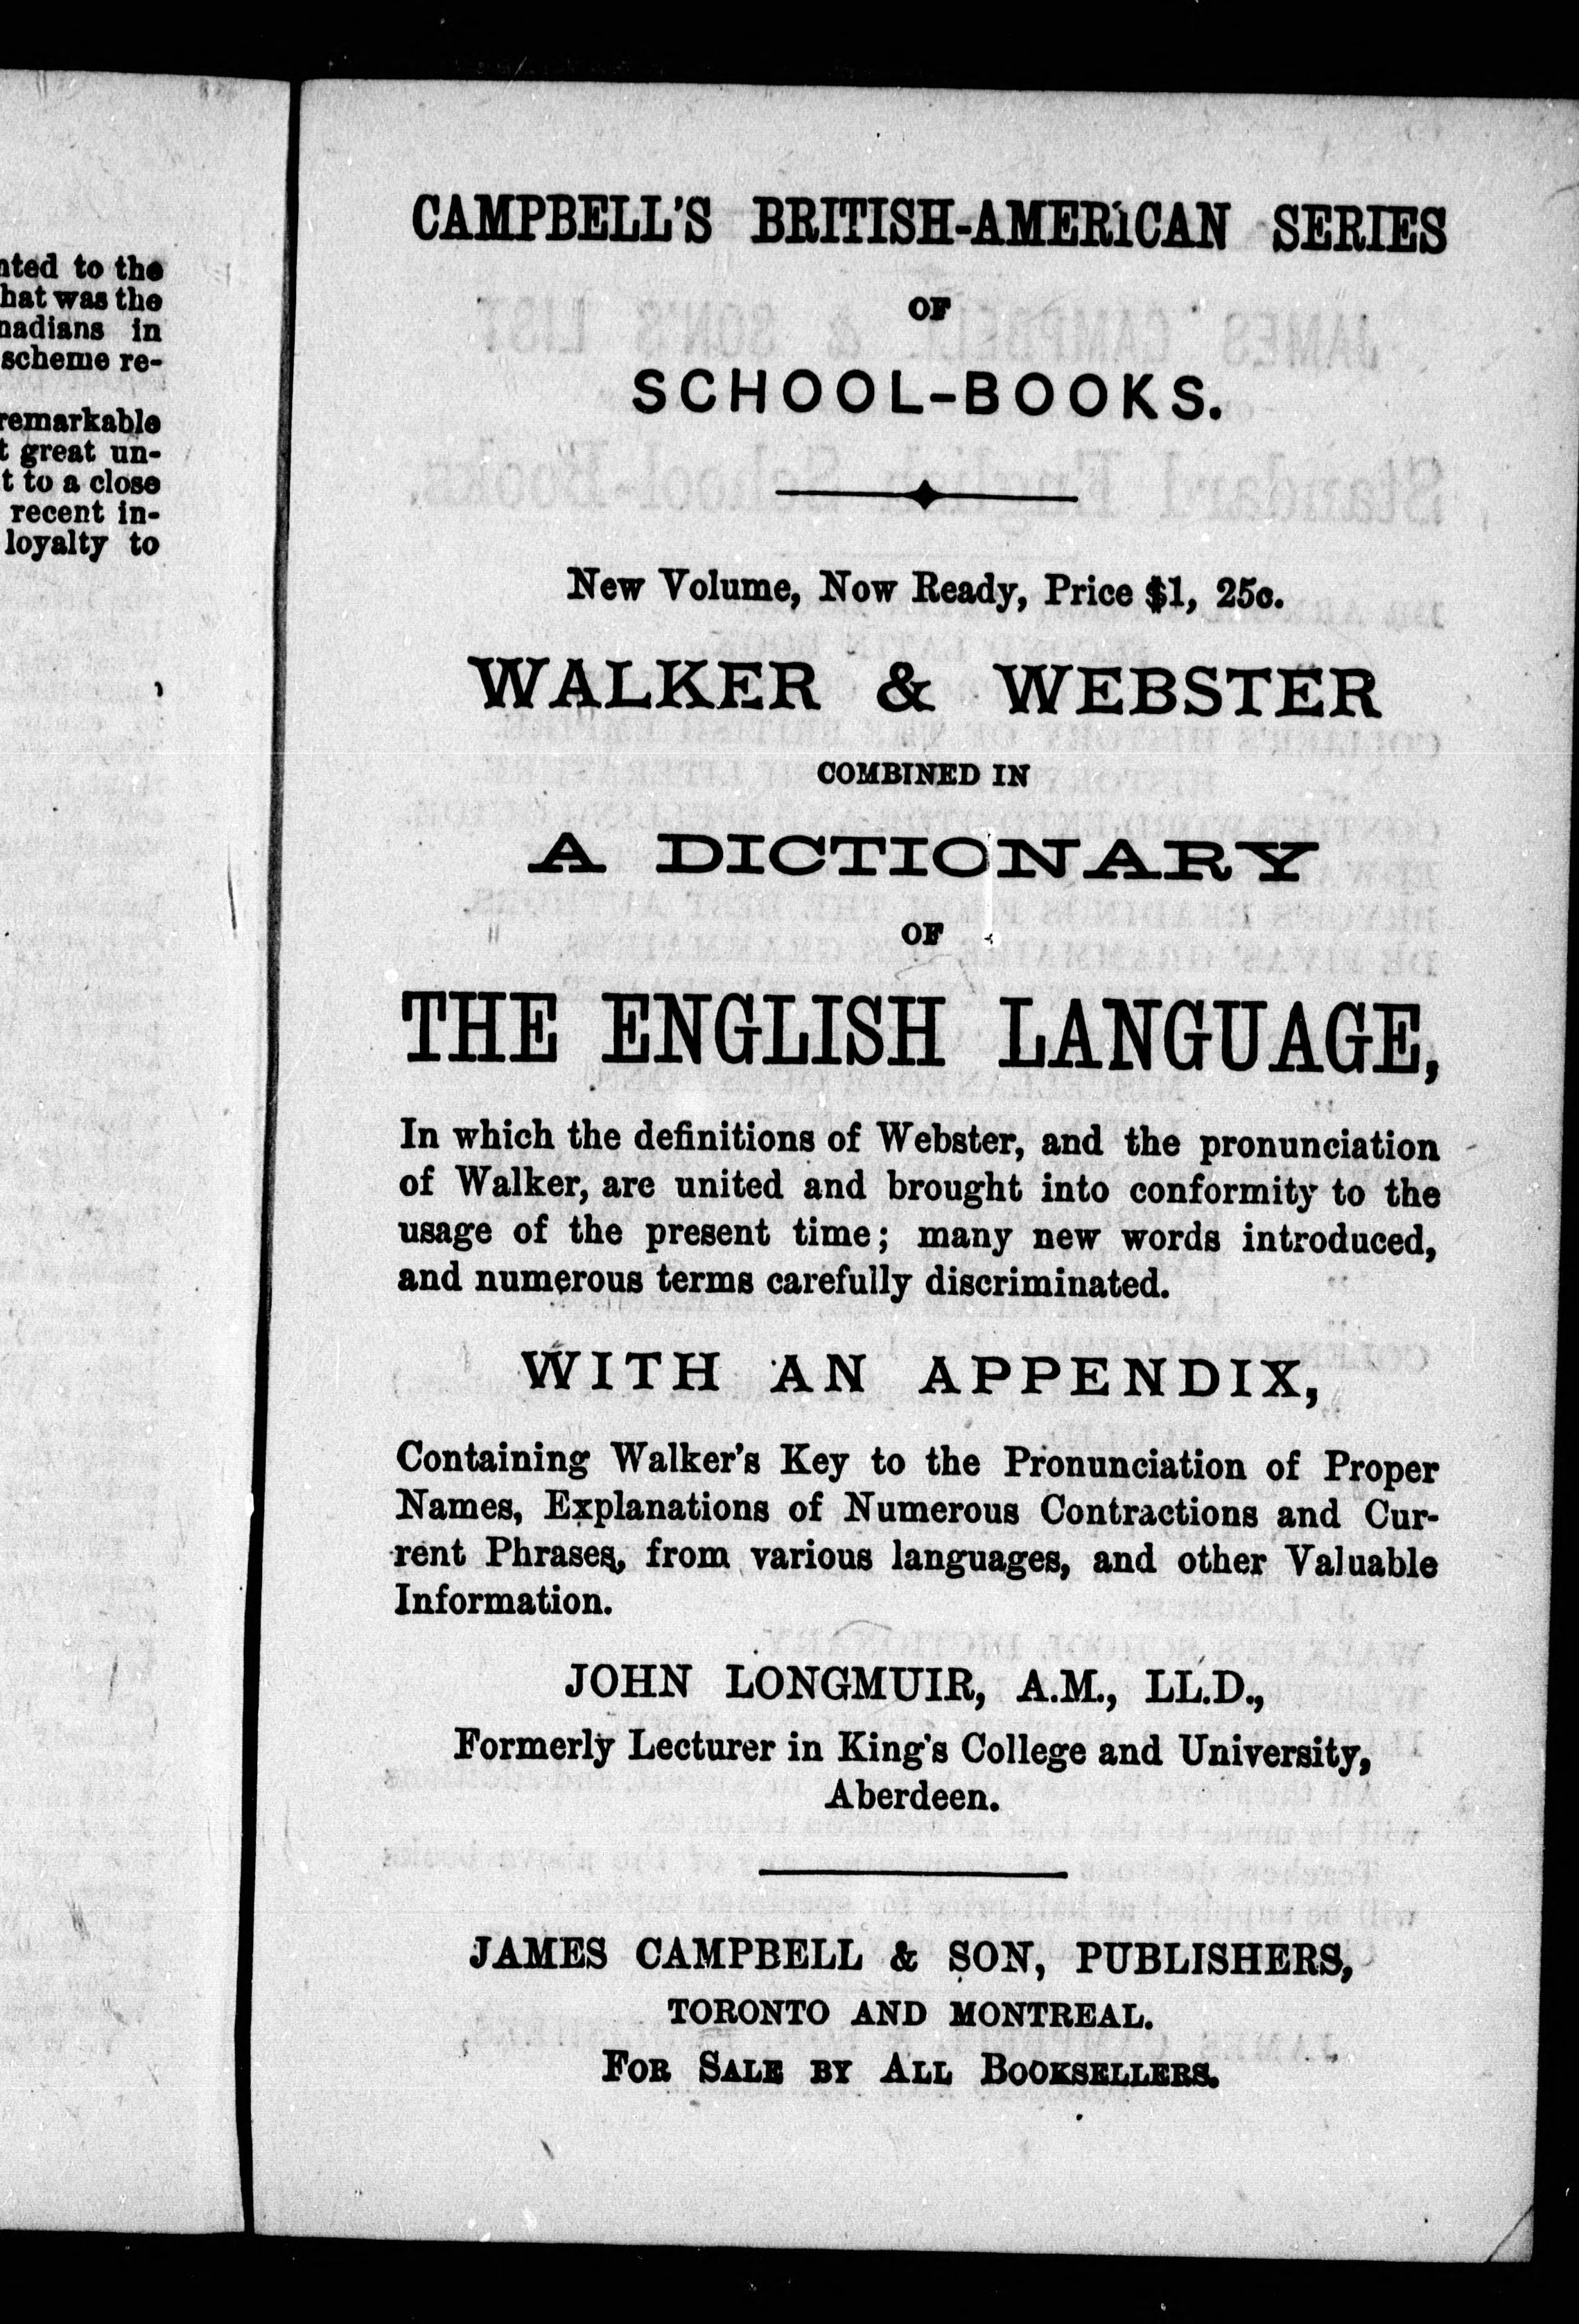 nted to the
hat was the
nadians in
scheme re-
remarkable
t great un-
t to a close
recent in-
loyalty to
CAMPBELL'S BRITISH-AMERICAN SERIES
OF
SCHOOL-BOOKS.
New Volume, Now Ready, Price $1, 25c.
WALKER & WEBSTER
COMBINED IN
A DICTIONARY
OF
THE ENGLISH LANGUAGE,
In which the definitions of Webster, and the pronunciation
of Walker, are united and brought into conformity to the
usage of the present time; many new words introduced,
and numerous terms carefully discriminated.
WITH AN APPENDIX,
Containing Walker's Key to the Pronunciation of Proper
Names, Explanations of Numerous Contractions and Cur-
rent Phrases, from various languages, and other Valuable
Information.
JOHN LONGMUIR, A.M., LL.D.,
Formerly Lecturer in King's College and University,
Aberdeen.
JAMES CAMPBELL & SON, PUBLISHERS,
TORONTO AND MONTREAL.
FOR SALE BY ALL BOOKSELLERS.